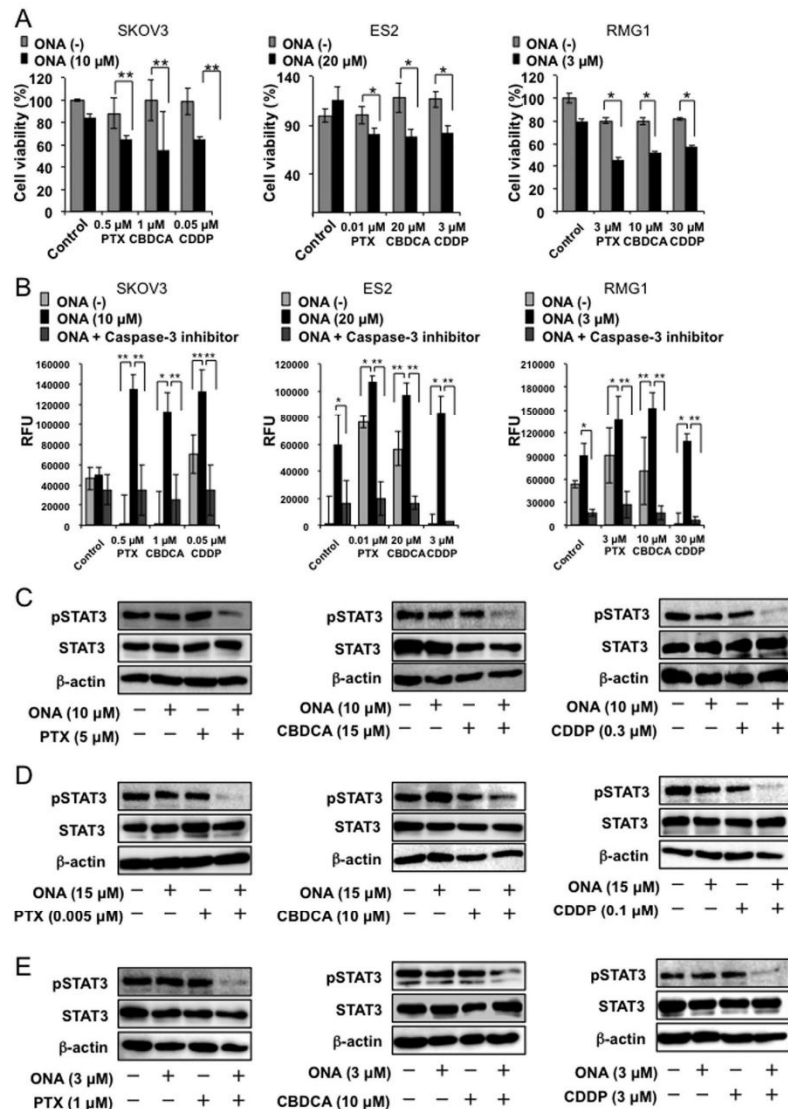 A
SKOV3
ONA (-)
ONA (10 µM)
Cell viability (%)
120
100
80
60
40
20
0
** ** **
Control
0.5 µM PTX
1 µM CBDCA
0.05 µM CDDP
ES2
ONA (-)
ONA (20 µM)
Cell viability (%)
140
90
40
* * *
Control
0.01 µM PTX
20 µM CBDCA
3 µM CDDP
RMG1
ONA (-)
ONA (3 µM)
Cell viability (%)
120
100
80
60
40
20
0
* * *
Control
3 µM PTX
10 µM CBDCA
30 µM CDDP
B
SKOV3
ONA (-)
ONA (10 µM)
ONA + Caspase-3 inhibitor
RFU
160000
140000
120000
100000
80000
60000
40000
20000
0
** ** * ** ** **
Control
0.5 µM PTX
1 µM CBDCA
0.05 µM CDDP
ES2
ONA (-)
ONA (20 µM)
ONA + Caspase-3 inhibitor
RFU
120000
100000
80000
60000
40000
20000
0
* * ** ** ** * **
Control
0.01 µM PTX
20 µM CBDCA
3 µM CDDP
RMG1
ONA (-)
ONA (3 µM)
ONA + Caspase-3 inhibitor
RFU
210000
180000
150000
120000
90000
60000
30000
0
* * ** ** ** * **
Control
3 µM PTX
10 µM CBDCA
30 µM CDDP
C
pSTAT3
STAT3
β-actin
ONA (10 µM) − + − +
PTX (5 µM) − − + +
pSTAT3
STAT3
β-actin
ONA (10 µM) − + − +
CBDCA (15 µM) − − + +
pSTAT3
STAT3
β-actin
ONA (10 µM) − + − +
CDDP (0.3 µM) − − + +
D
pSTAT3
STAT3
β-actin
ONA (15 µM) − + − +
PTX (0.005 µM) − − + +
pSTAT3
STAT3
β-actin
ONA (15 µM) − + − +
CBDCA (10 µM) − − + +
pSTAT3
STAT3
β-actin
ONA (15 µM) − + − +
CDDP (0.1 µM) − − + +
E
pSTAT3
STAT3
β-actin
ONA (3 µM) − + − +
PTX (1 µM) − − + +
pSTAT3
STAT3
β-actin
ONA (3 µM) − + − +
CBDCA (10 µM) − − + +
pSTAT3
STAT3
β-actin
ONA (3 µM) − + − +
CDDP (3 µM) − − + +